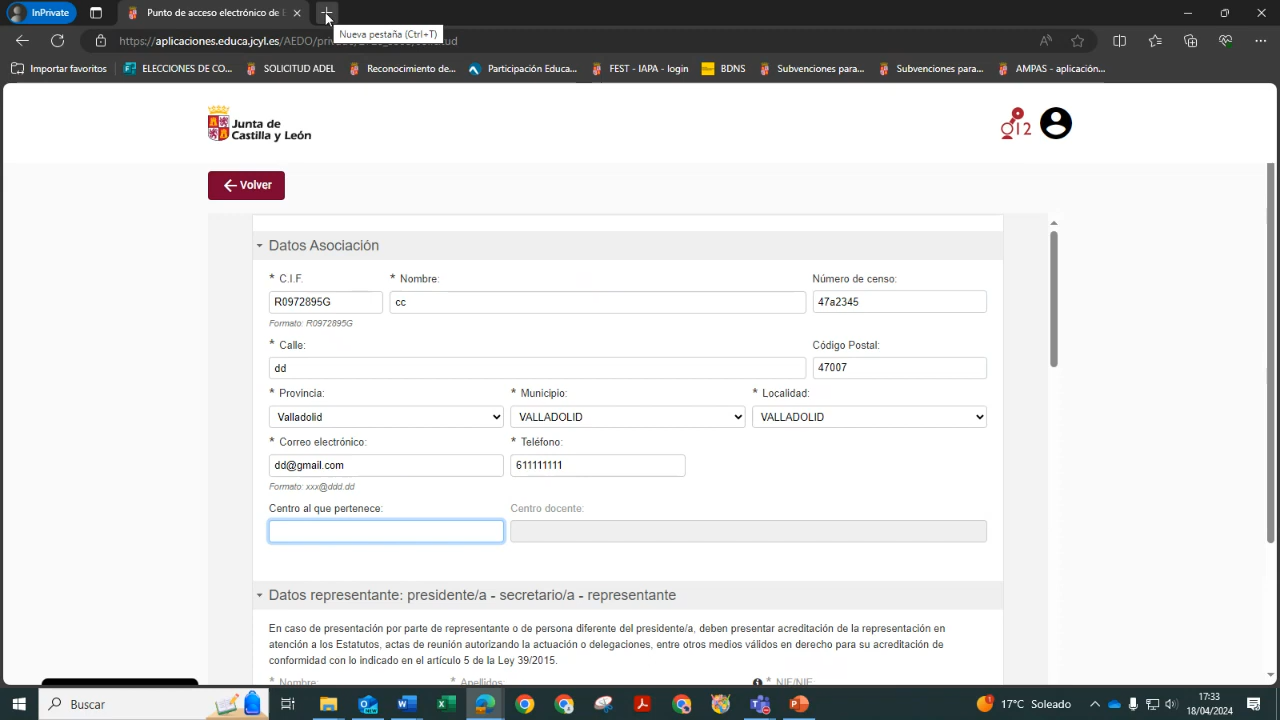 InPrivate
Punto de acceso electrónico de E
Nueva pestaña (Ctrl+T)
Importar favoritos
ELECCIONES DE CO...
SOLICITUD ADEL
Reconocimiento de...
Participación Educa...
FEST - IAPA - login
BDNS
Subvenciones para...
Subvenciones para...
AMPAS - aplicación...
Junta de
Castilla y León
012
Volver
Datos Asociación
* C.I.F.
* Nombre:
Número de censo:
R0972895G
cc
47a2345
Formato: R0972895G
* Calle:
Código Postal:
dd
47007
* Provincia:
* Municipio:
* Localidad:
Valladolid
VALLADOLID
VALLADOLID
* Correo electrónico:
* Teléfono:
dd@gmail.com
611111111
Formato: xxx@ddd.dd
Centro al que pertenece:
Centro docente:
Datos representante: presidente/a - secretario/a - representante
En caso de presentación por parte de representante o de persona diferente del presidente/a, deben presentar acreditación de la representación en
atención a los Estatutos, actas de reunión autorizando la actuación o delegaciones, entre otros medios válidos en derecho para su acreditación de
conformidad con lo indicado en el artículo 5 de la Ley 39/2015.
* Nombre:
* Apellidos:
* NIF/NIE:
Buscar
17°C Soleado
17:33
18/04/2024